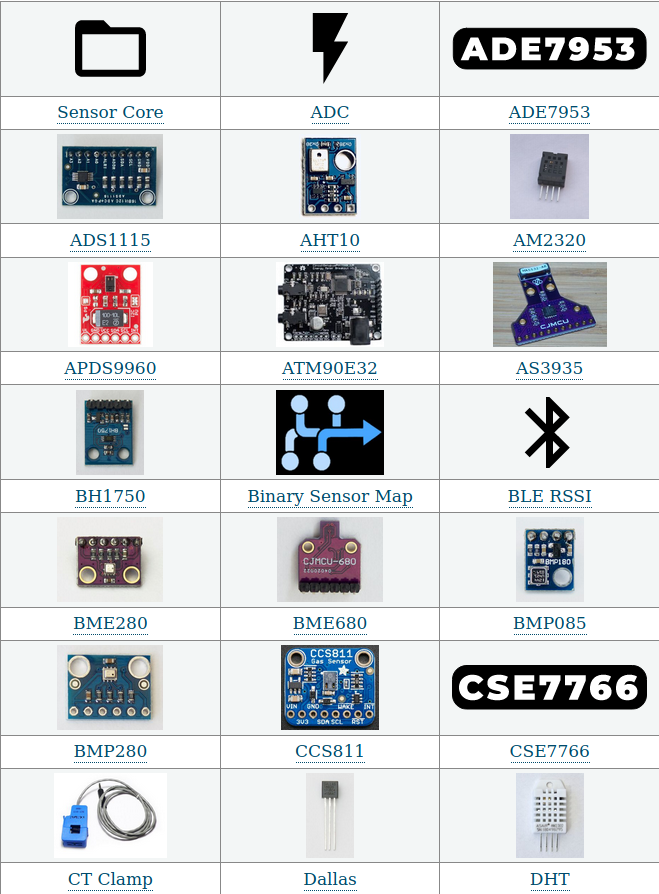 ADE7953
Sensor Core
ADC
ADE7953
ADS1115
AHT10
AM2320
CJMCU
APDS9960
ATM90E32
AS3935
BH1750
Binary Sensor Map
BLE RSSI
CJMCU-680
BMP180
BME280
BME680
BMP085
CCS811
Gas Sensor
VIN
GND
WAKE
INT
3V3
SDA
SCL
RST
CSE7766
BMP280
CCS811
CSE7766
CT Clamp
Dallas
DHT